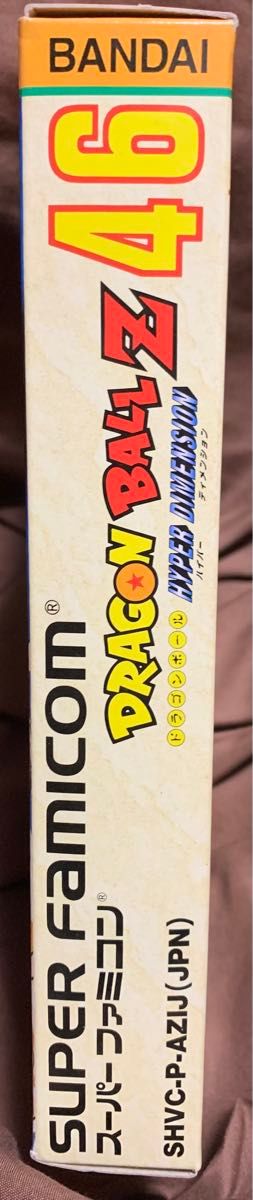 BANDAI
46
DRAGON BALL Z
ドラゴンボール HYPER DIMENSION
ハイパー ディメンション
SUPER FAMICOM®
スーパーファミコン®
SHVC-P-AZIJ(JPN)